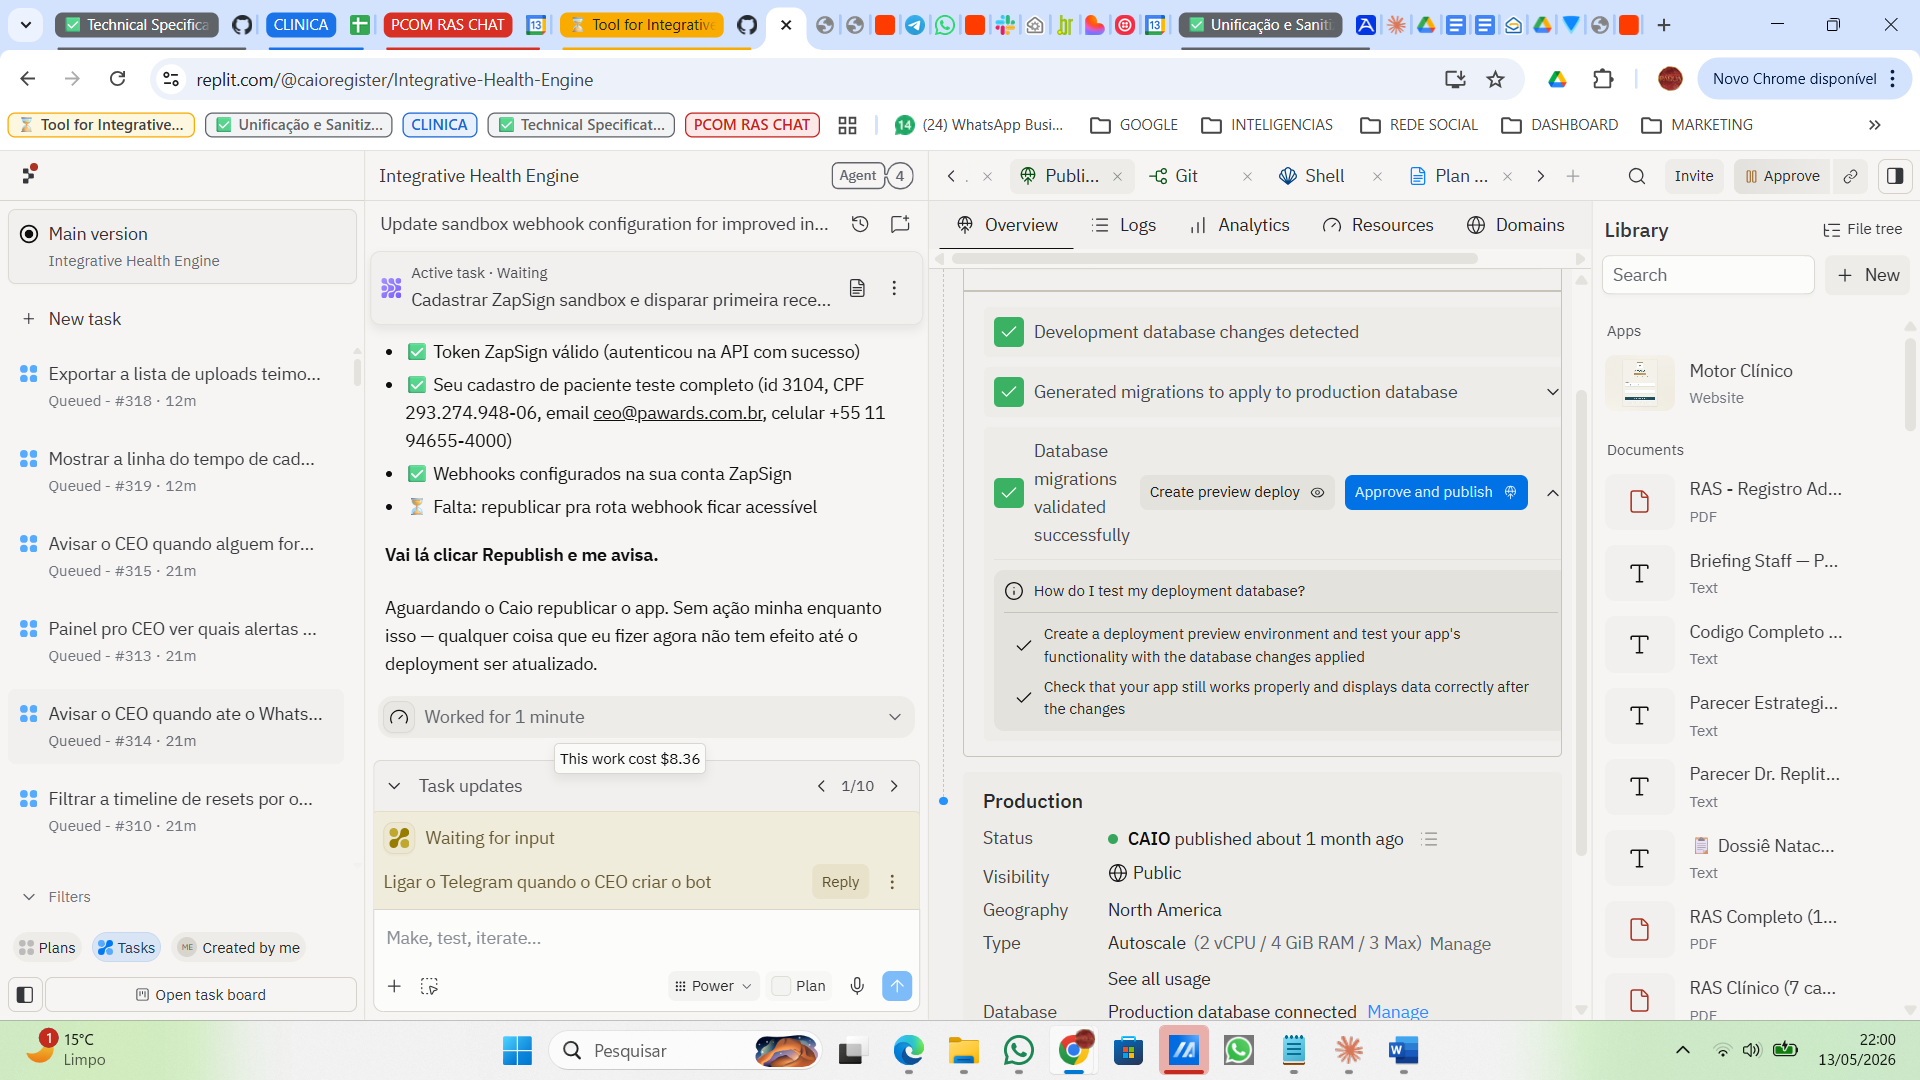 Technical Specifica
CLINICA
PCOM RAS CHAT
Tool for Integrative
Unificação e Saniti
replit.com/@caioregister/Integrative-Health-Engine
Novo Chrome disponível
Tool for Integrative...
Unificação e Sanitiz...
CLINICA
Technical Specificat...
PCOM RAS CHAT
14
(24) WhatsApp Busi...
GOOGLE
INTELIGENCIAS
REDE SOCIAL
DASHBOARD
MARKETING
Main version
Integrative Health Engine
New task
Exportar a lista de uploads teimo...
Queued - #318 · 12m
Mostrar a linha do tempo de cad...
Queued - #319 · 12m
Avisar o CEO quando alguem for...
Queued - #315 · 21m
Painel pro CEO ver quais alertas ...
Queued - #313 · 21m
Avisar o CEO quando ate o Whats...
Queued - #314 · 21m
Filtrar a timeline de resets por o...
Queued - #310 · 21m
Filters
Plans
Tasks
ME Created by me
Open task board
Integrative Health Engine
Agent 4
Update sandbox webhook configuration for improved in...
Active task · Waiting
Cadastrar ZapSign sandbox e disparar primeira rece...
• ✅ Token ZapSign válido (autenticou na API com sucesso)
• ✅ Seu cadastro de paciente teste completo (id 3104, CPF
293.274.948-06, email ceo@pawards.com.br, celular +55 11
94655-4000)
• ✅ Webhooks configurados na sua conta ZapSign
• ⏳ Falta: republicar pra rota webhook ficar acessível
Vai lá clicar Republish e me avisa.
Aguardando o Caio republicar o app. Sem ação minha enquanto
isso — qualquer coisa que eu fizer agora não tem efeito até o
deployment ser atualizado.
Worked for 1 minute
This work cost $8.36
Task updates
1/10
Waiting for input
Ligar o Telegram quando o CEO criar o bot
Reply
Make, test, iterate...
Power
Plan
Publi...
Git
Shell
Plan ...
Invite
Approve
Overview
Logs
Analytics
Resources
Domains
Development database changes detected
Generated migrations to apply to production database
Database
migrations
validated
successfully
Create preview deploy
Approve and publish
How do I test my deployment database?
Create a deployment preview environment and test your app's
functionality with the database changes applied
Check that your app still works properly and displays data correctly after
the changes
Production
Status
CAIO published about 1 month ago
Visibility
Public
Geography
North America
Type
Autoscale (2 vCPU / 4 GiB RAM / 3 Max) Manage
See all usage
Database
Production database connected Manage
Library
File tree
Search
New
Apps
Motor Clínico
Website
Documents
RAS - Registro Ad...
PDF
Briefing Staff — P...
Text
Codigo Completo ...
Text
Parecer Estrategi...
Text
Parecer Dr. Replit...
Text
📋 Dossiê Natac...
Text
RAS Completo (1...
PDF
RAS Clínico (7 ca...
PDF
1
15°C
Limpo
Pesquisar
22:00
13/05/2026